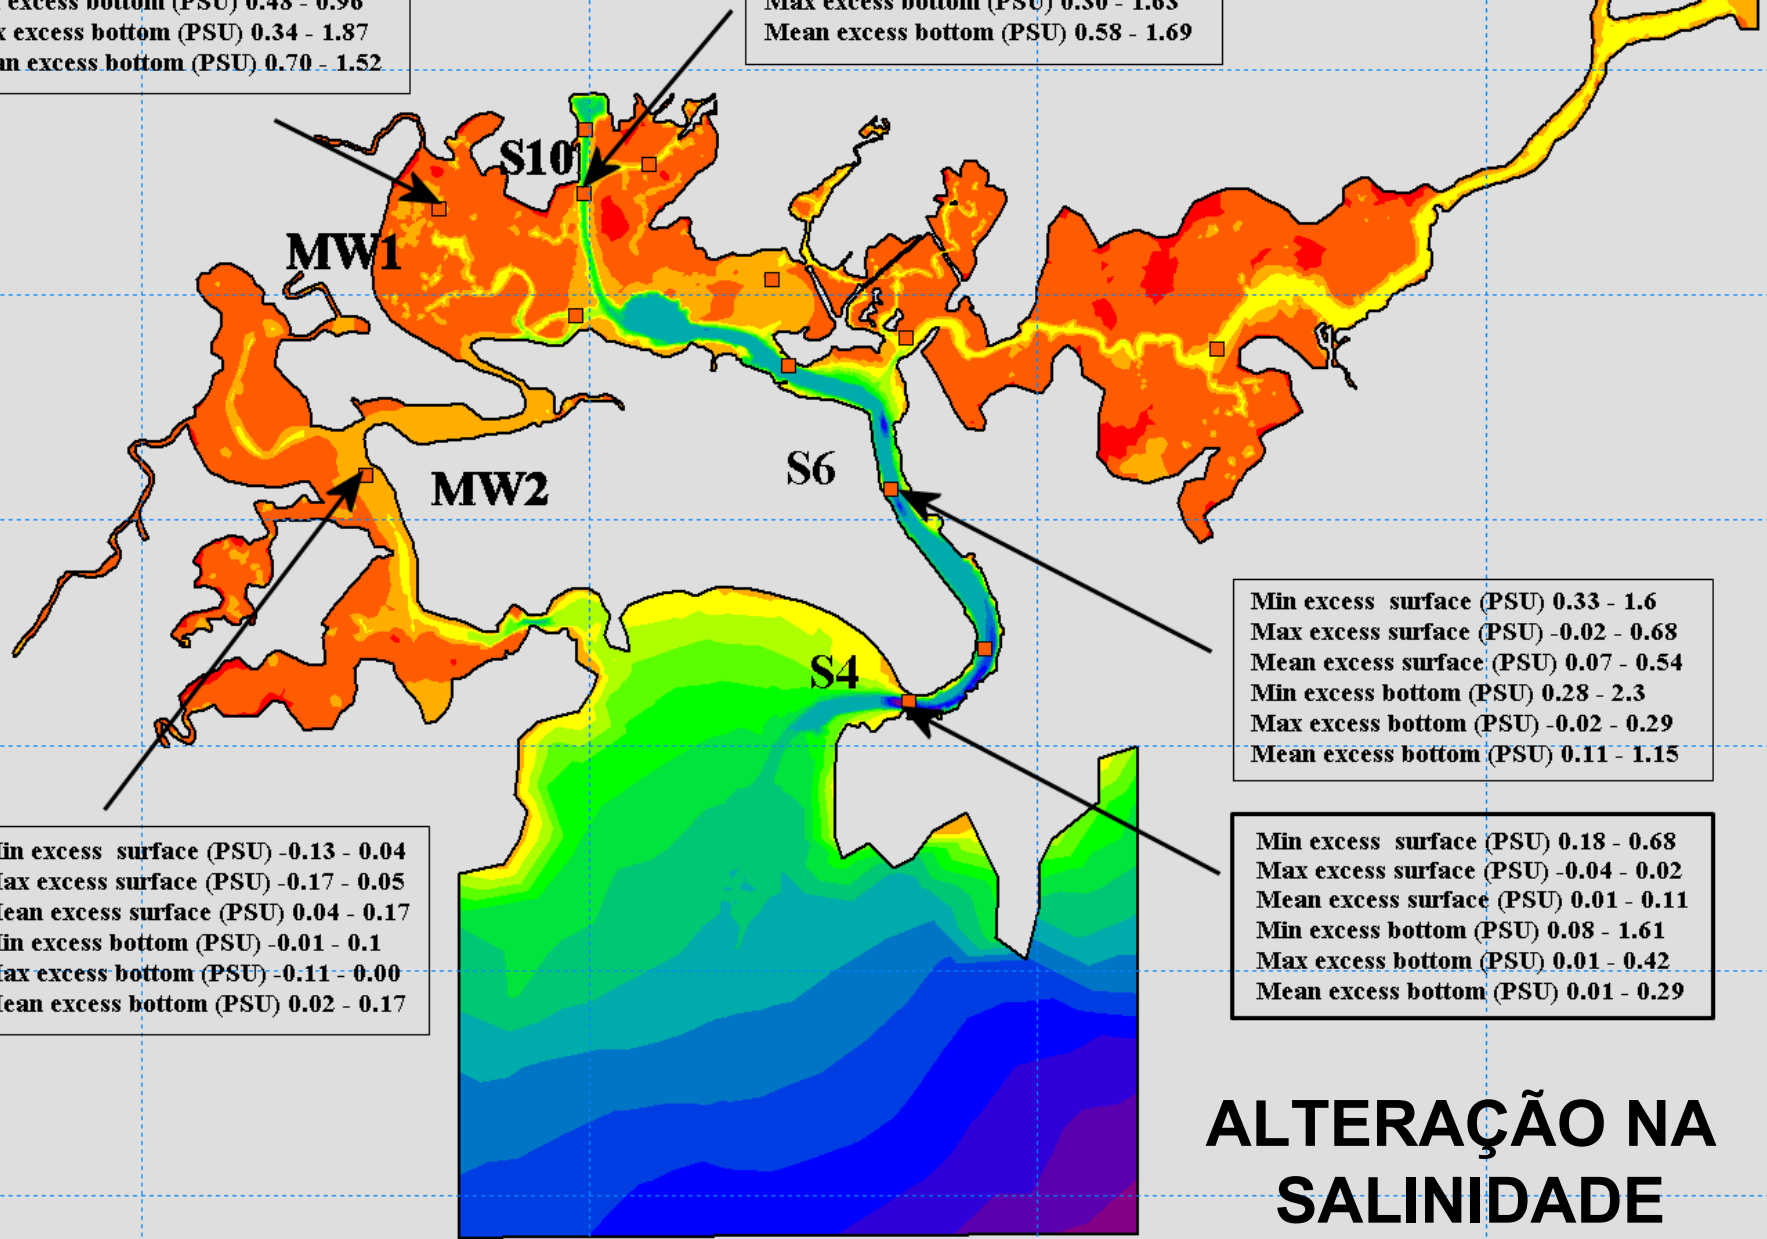 excess bottom (PSU) 0.48 - 0.96
excess bottom (PSU) 0.34 - 1.87
excess bottom (PSU) 0.70 - 1.52
Max excess bottom (PSU) 0.30 - 1.63
Mean excess bottom (PSU) 0.58 - 1.69
S10
MW1
S6
MW2
Min excess surface (PSU) 0.33 - 1.6
Max excess surface (PSU) -0.02 - 0.68
Mean excess surface (PSU) 0.07 - 0.54
Min excess bottom (PSU) 0.28 - 2.3
Max excess bottom (PSU) -0.02 - 0.29
Mean excess bottom (PSU) 0.11 - 1.15
S4
Min excess surface (PSU) 0.18 - 0.68
Max excess surface (PSU) -0.04 - 0.02
Mean excess surface (PSU) 0.01 - 0.11
Min excess bottom (PSU) 0.08 - 1.61
Max excess bottom (PSU) 0.01 - 0.42
Mean excess bottom (PSU) 0.01 - 0.29
in excess surface (PSU) -0.13 - 0.04
ax excess surface (PSU) -0.17 - 0.05
ean excess surface (PSU) 0.04 - 0.17
in excess bottom (PSU) -0.01 - 0.1
ax excess bottom (PSU) -0.11 - 0.00
ean excess bottom (PSU) 0.02 - 0.17
ALTERAÇÃO NA
SALINIDADE